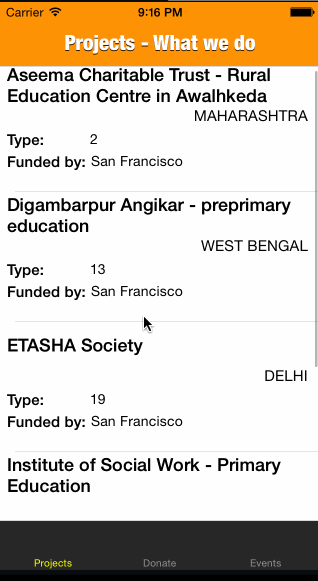 Carrier 9:16 PM
Projects - What we do
Aseema Charitable Trust - Rural
Education Centre in Awalhkeda
MAHARASHTRA
Type: 2
Funded by: San Francisco
Digambarpur Angikar - preprimary
education
WEST BENGAL
Type: 13
Funded by: San Francisco
ETASHA Society
DELHI
Type: 19
Funded by: San Francisco
Institute of Social Work - Primary
Education
Projects Donate Events